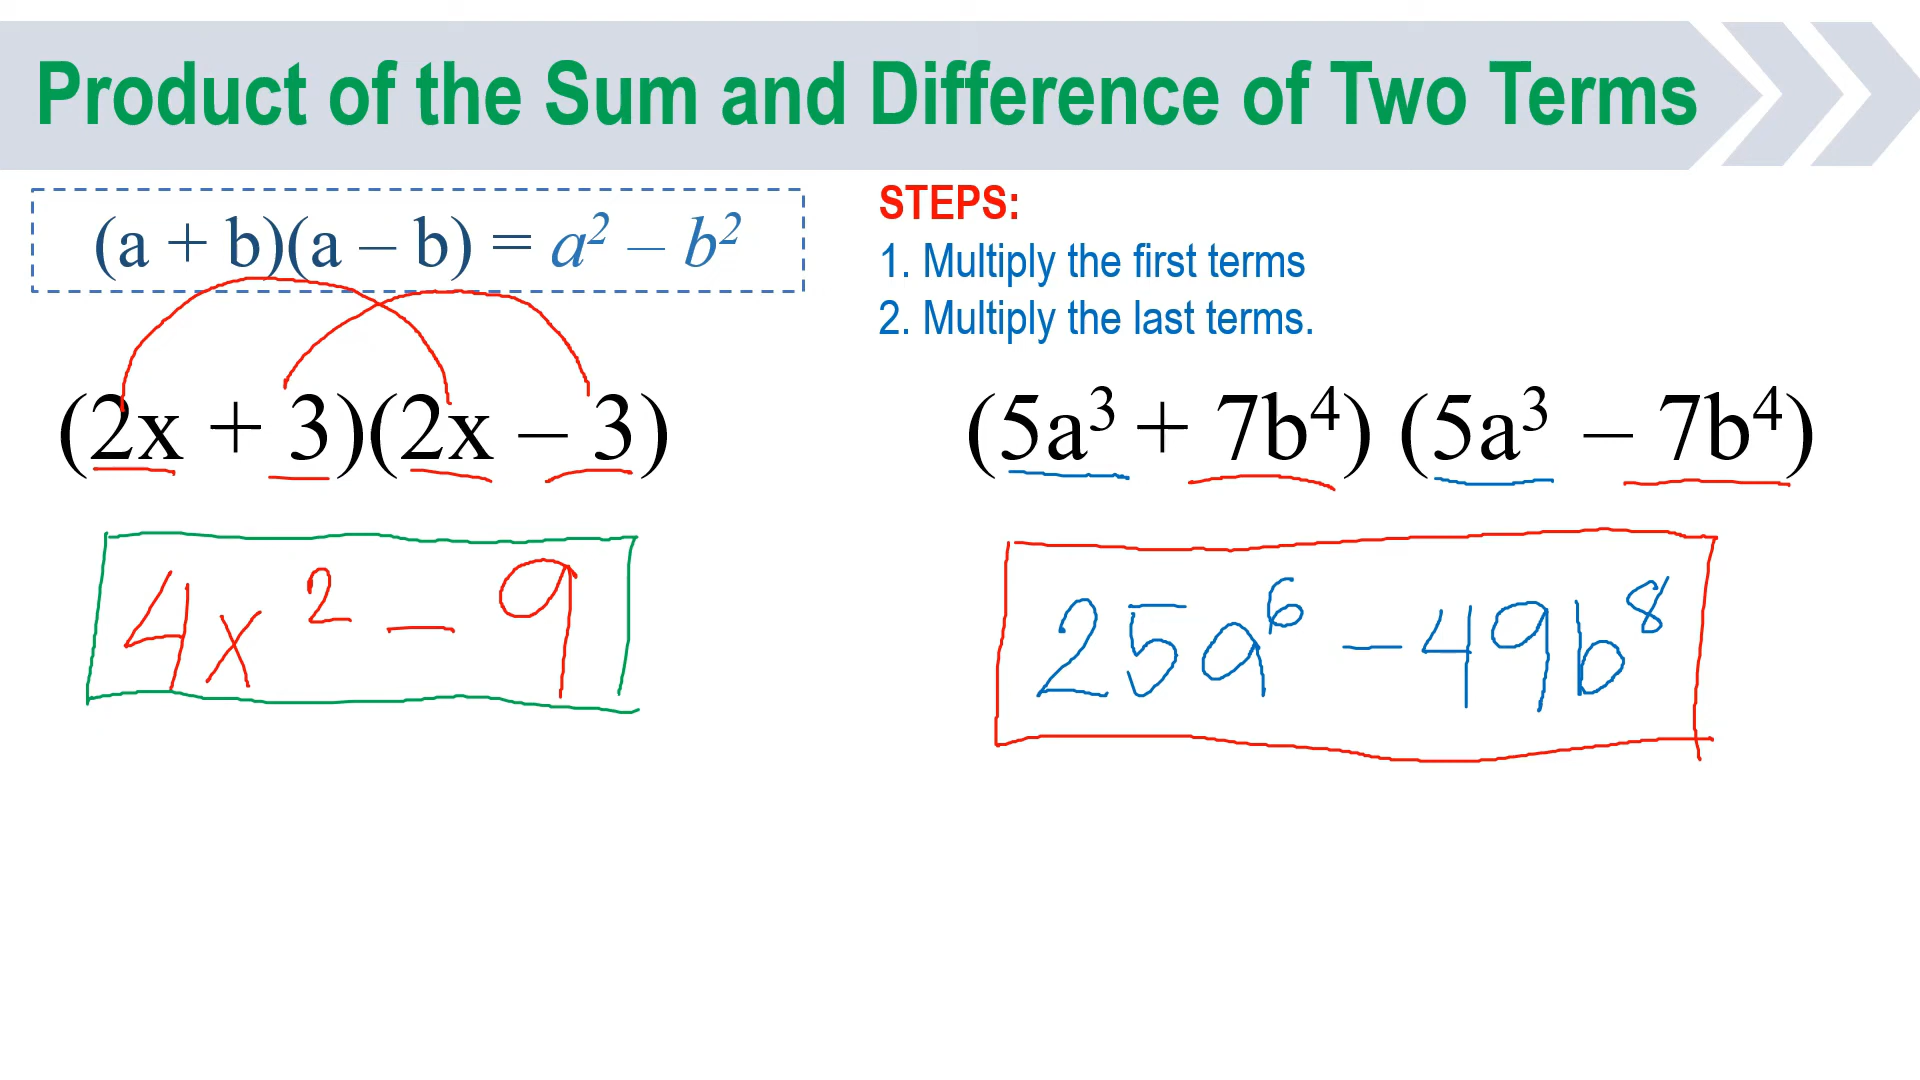 Product of the Sum and Difference of Two Terms
(a + b)(a – b) = a² – b²
STEPS:
1. Multiply the first terms
2. Multiply the last terms.
(2x + 3)(2x – 3)
4x² – 9
(5a³ + 7b⁴) (5a³ – 7b⁴)
25a⁶ – 49b⁸